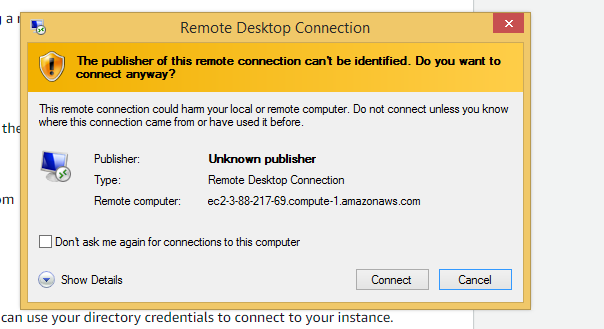 g a r
Remote Desktop Connection
The publisher of this remote connection can't be identified. Do you want to
connect anyway?
This remote connection could harm your local or remote computer. Do not connect unless you know
where this connection came from or have used it before.
the
Publisher: Unknown publisher
Type: Remote Desktop Connection
Remote computer: ec2-3-88-217-69.compute-1.amazonaws.com
om
Don't ask me again for connections to this computer
Show Details Connect Cancel
can use your directory credentials to connect to your instance.